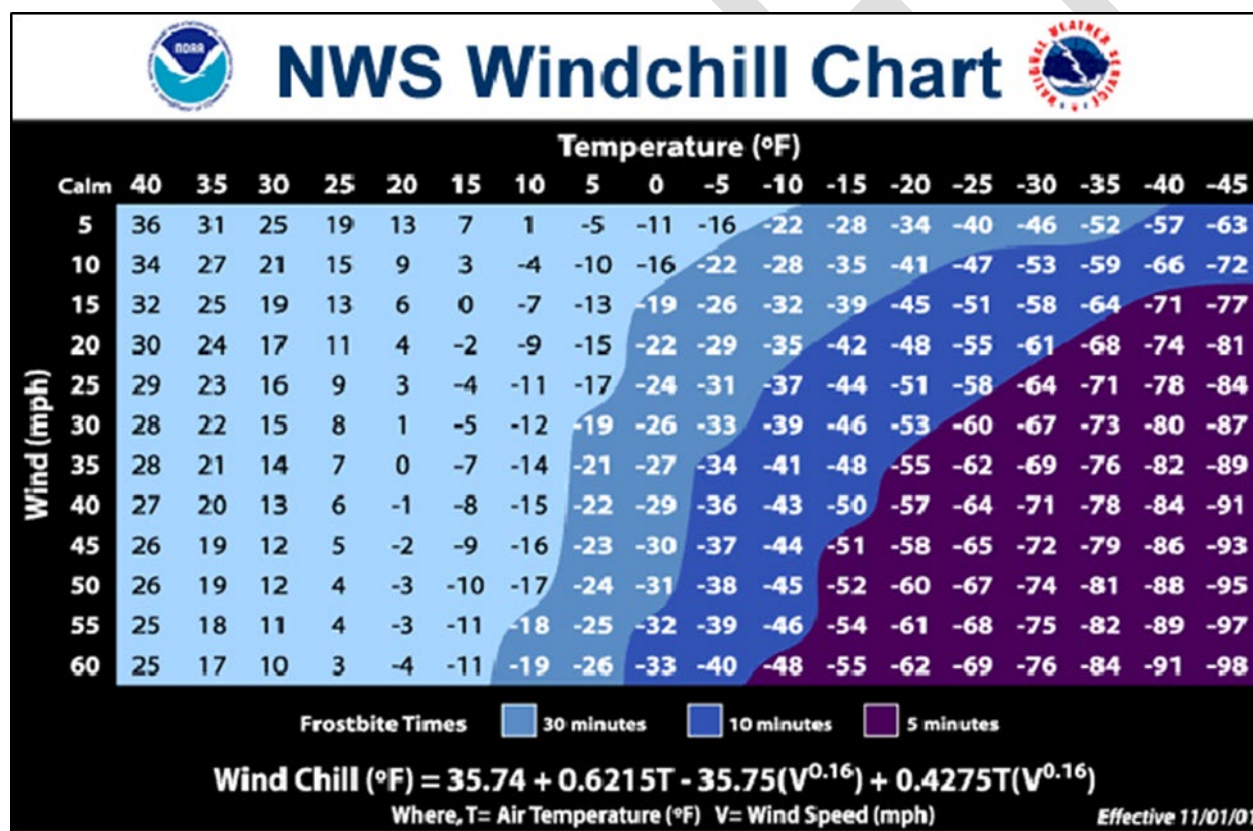 NOAA
NWS Windchill Chart
Temperature (ºF)
Calm 40 35 30 25 20 15 10 5 0 -5 -10 -15 -20 -25 -30 -35 -40 -45
Wind (mph)
5 36 31 25 19 13 7 1 -5 -11 -16 -22 -28 -34 -40 -46 -52 -57 -63
10 34 27 21 15 9 3 -4 -10 -16 -22 -28 -35 -41 -47 -53 -59 -66 -72
15 32 25 19 13 6 0 -7 -13 -19 -26 -32 -39 -45 -51 -58 -64 -71 -77
20 30 24 17 11 4 -2 -9 -15 -22 -29 -35 -42 -48 -55 -61 -68 -74 -81
25 29 23 16 9 3 -4 -11 -17 -24 -31 -37 -44 -51 -58 -64 -71 -78 -84
30 28 22 15 8 1 -5 -12 -19 -26 -33 -39 -46 -53 -60 -67 -73 -80 -87
35 28 21 14 7 0 -7 -14 -21 -27 -34 -41 -48 -55 -62 -69 -76 -82 -89
40 27 20 13 6 -1 -8 -15 -22 -29 -36 -43 -50 -57 -64 -71 -78 -84 -91
45 26 19 12 5 -2 -9 -16 -23 -30 -37 -44 -51 -58 -65 -72 -79 -86 -93
50 26 19 12 4 -3 -10 -17 -24 -31 -38 -45 -52 -60 -67 -74 -81 -88 -95
55 25 18 11 4 -3 -11 -18 -25 -32 -39 -46 -54 -61 -68 -75 -82 -89 -97
60 25 17 10 3 -4 -11 -19 -26 -33 -40 -48 -55 -62 -69 -76 -84 -91 -98
Frostbite Times 30 minutes 10 minutes 5 minutes
Wind Chill (ºF) = 35.74 + 0.6215T - 35.75(V^0.16) + 0.4275T(V^0.16)
Where, T= Air Temperature (ºF) V= Wind Speed (mph)
Effective 11/01/0